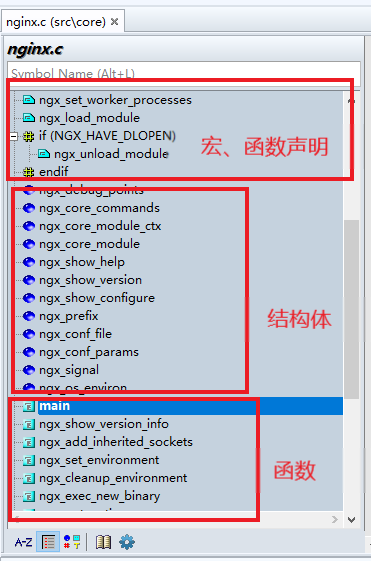 nginx.c (src\core)
nginx.c
Symbol Name (Alt+L)
ngx_set_worker_processes
ngx_load_module
if (NGX_HAVE_DLOPEN)
ngx_unload_module
宏、函数声明
endif
ngx_debug_points
ngx_core_commands
ngx_core_module_ctx
ngx_core_module
ngx_show_help
ngx_show_version
ngx_show_configure
ngx_prefix
结构体
ngx_conf_file
ngx_conf_params
ngx_signal
ngx_os_environ
main
ngx_show_version_info
ngx_add_inherited_sockets
ngx_set_environment
函数
ngx_cleanup_environment
ngx_exec_new_binary
A-Z